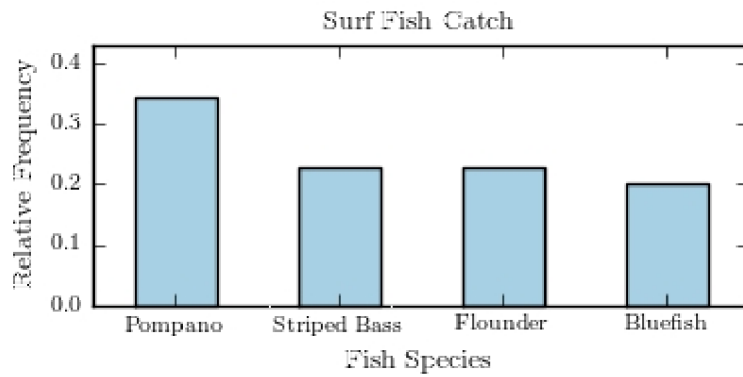 Surf Fish Catch
Relative Frequency
0.4
0.3
0.2
0.1
0.0
Pompano Striped Bass Flounder Bluefish
Fish Species